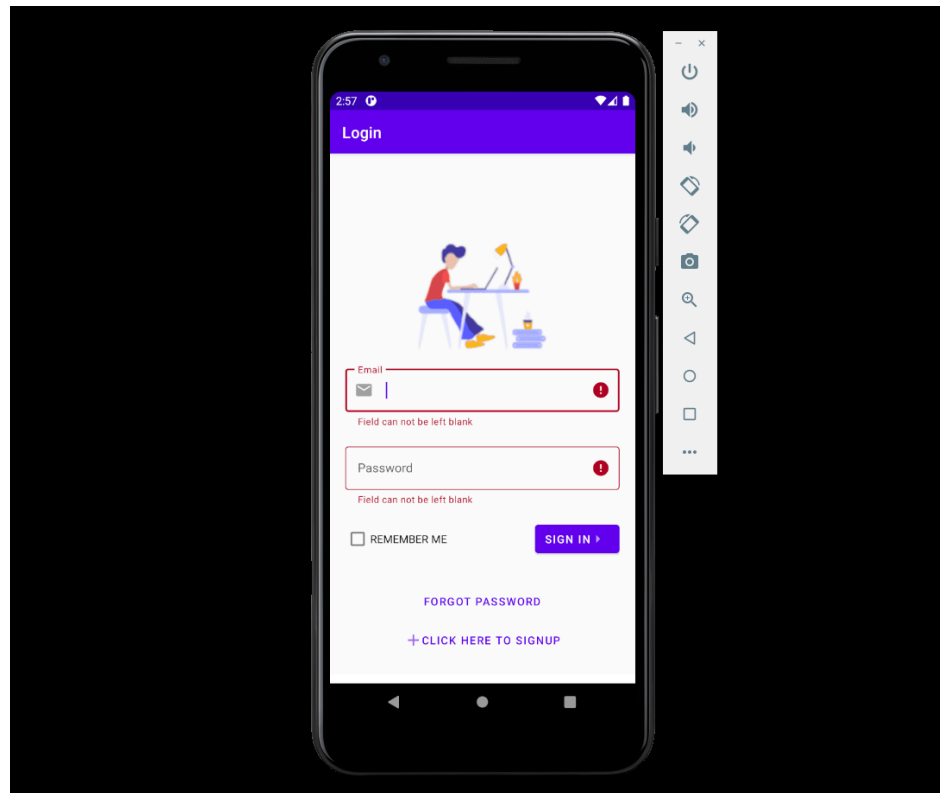 2:57
Login
Email
Field can not be left blank
Password
Field can not be left blank
REMEMBER ME
SIGN IN
FORGOT PASSWORD
CLICK HERE TO SIGNUP